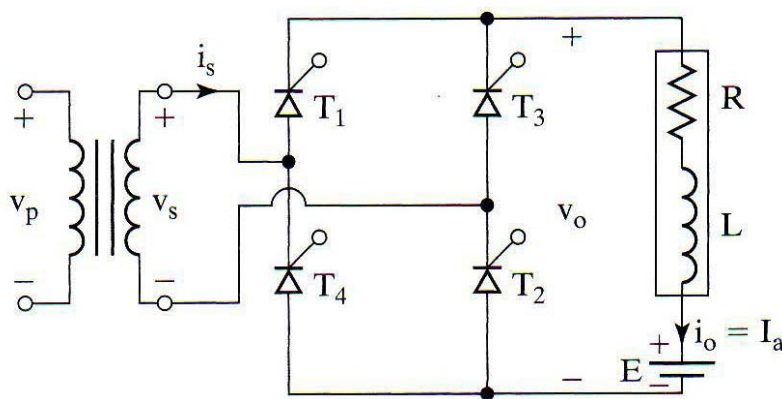 i_s
+
T_1
T_3
R
+
+
v_p
v_s
v_o
L
−
−
T_4
T_2
+
i_o = I_a
−
E
−